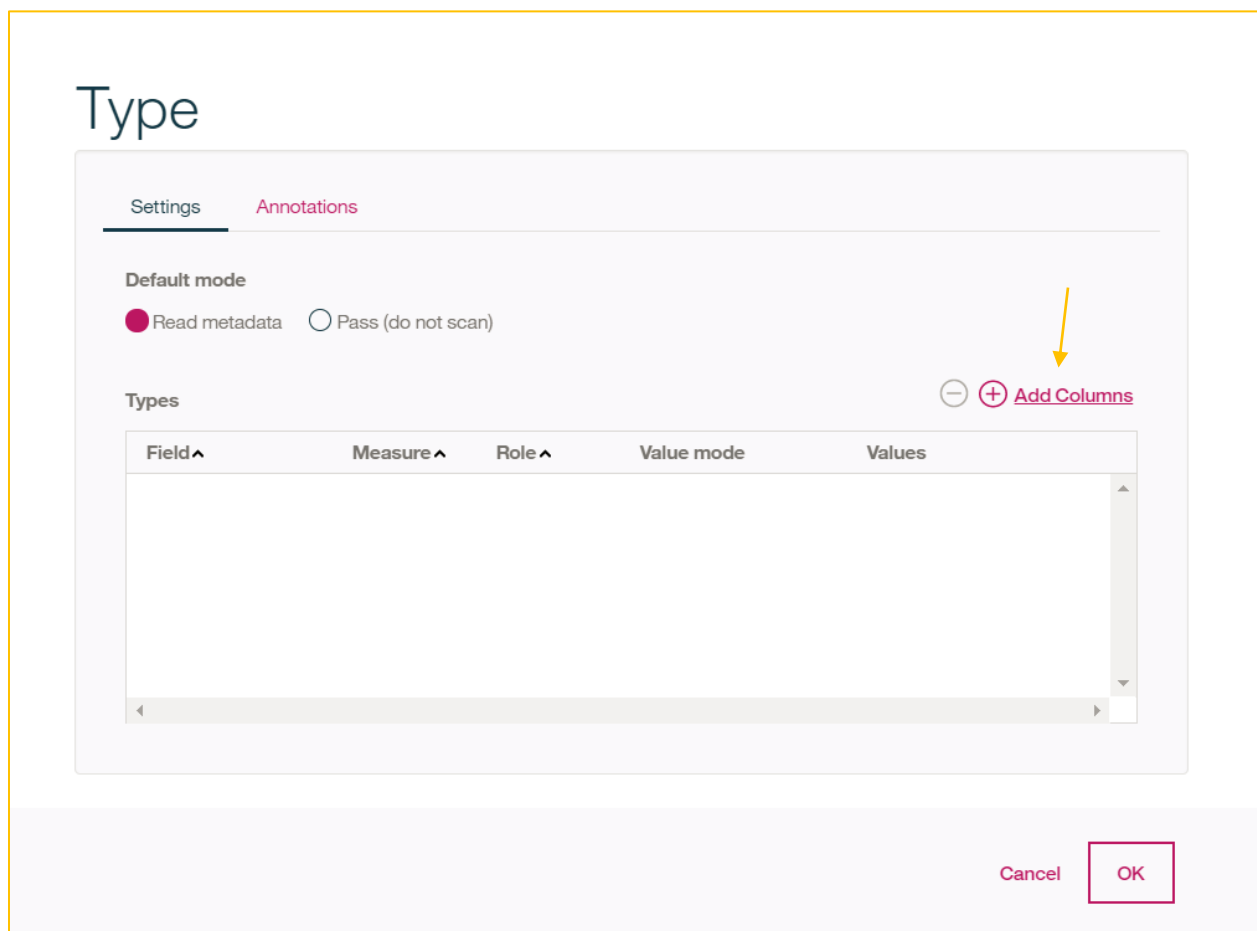 Type
Settings Annotations
Default mode
Read metadata Pass (do not scan)
Types Add Columns
Field Measure Role Value mode Values
Cancel OK